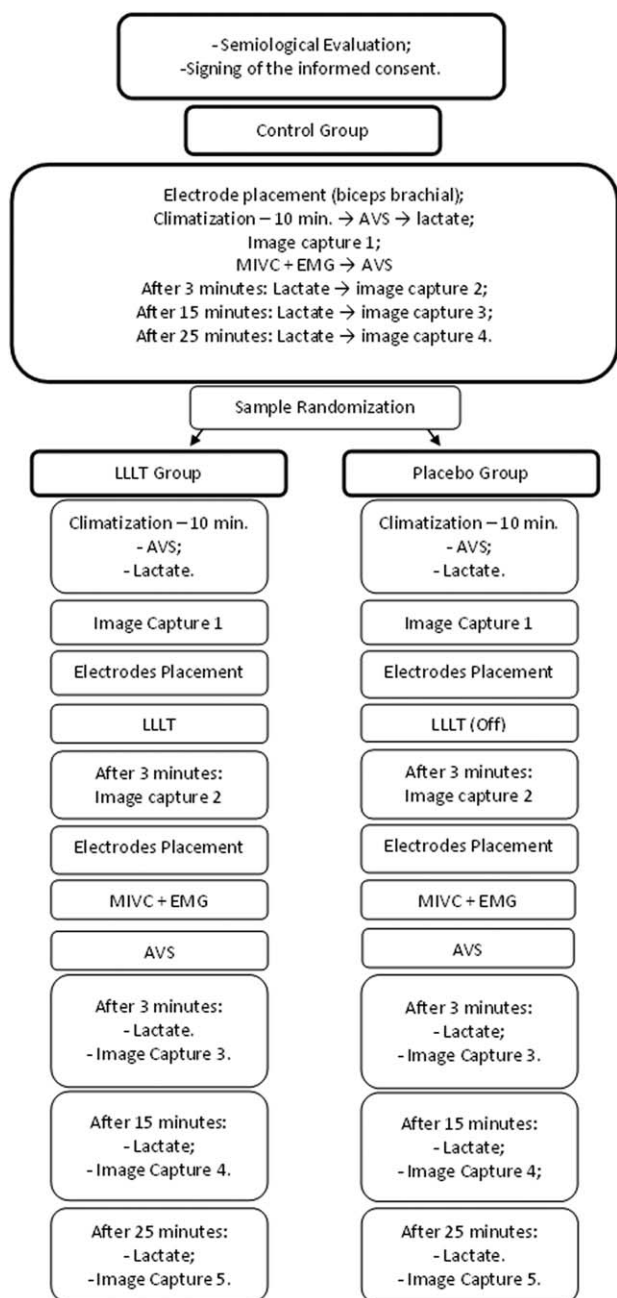 - Semiological Evaluation;
-Signing of the informed consent.
Control Group
Electrode placement (biceps brachial);
Climatization – 10 min. → AVS → lactate;
Image capture 1;
MIVC + EMG → AVS
After 3 minutes: Lactate → image capture 2;
After 15 minutes: Lactate → image capture 3;
After 25 minutes: Lactate → image capture 4.
Sample Randomization
LLLT Group
Climatization – 10 min.
- AVS;
- Lactate.
Image Capture 1
Electrodes Placement
LLLT
After 3 minutes:
Image capture 2
Electrodes Placement
MIVC + EMG
AVS
After 3 minutes:
- Lactate.
- Image Capture 3.
After 15 minutes:
- Lactate;
- Image Capture 4.
After 25 minutes:
- Lactate;
- Image Capture 5.
Placebo Group
Climatization – 10 min.
- AVS;
- Lactate.
Image Capture 1
Electrodes Placement
LLLT (Off)
After 3 minutes:
Image capture 2
Electrodes Placement
MIVC + EMG
AVS
After 3 minutes:
- Lactate;
- Image Capture 3.
After 15 minutes:
- Lactate;
- Image Capture 4;
After 25 minutes:
- Lactate.
- Image Capture 5.